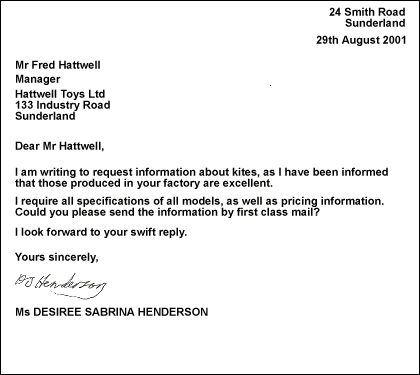 24 Smith Road
Sunderland
29th August 2001
Mr Fred Hattwell
Manager
Hattwell Toys Ltd
133 Industry Road
Sunderland
Dear Mr Hattwell,
I am writing to request information about kites, as I have been informed
that those produced in your factory are excellent.
I require all specifications of all models, as well as pricing information.
Could you please send the information by first class mail?
I look forward to your swift reply.
Yours sincerely,
DJ Henderson
Ms DESIREE SABRINA HENDERSON